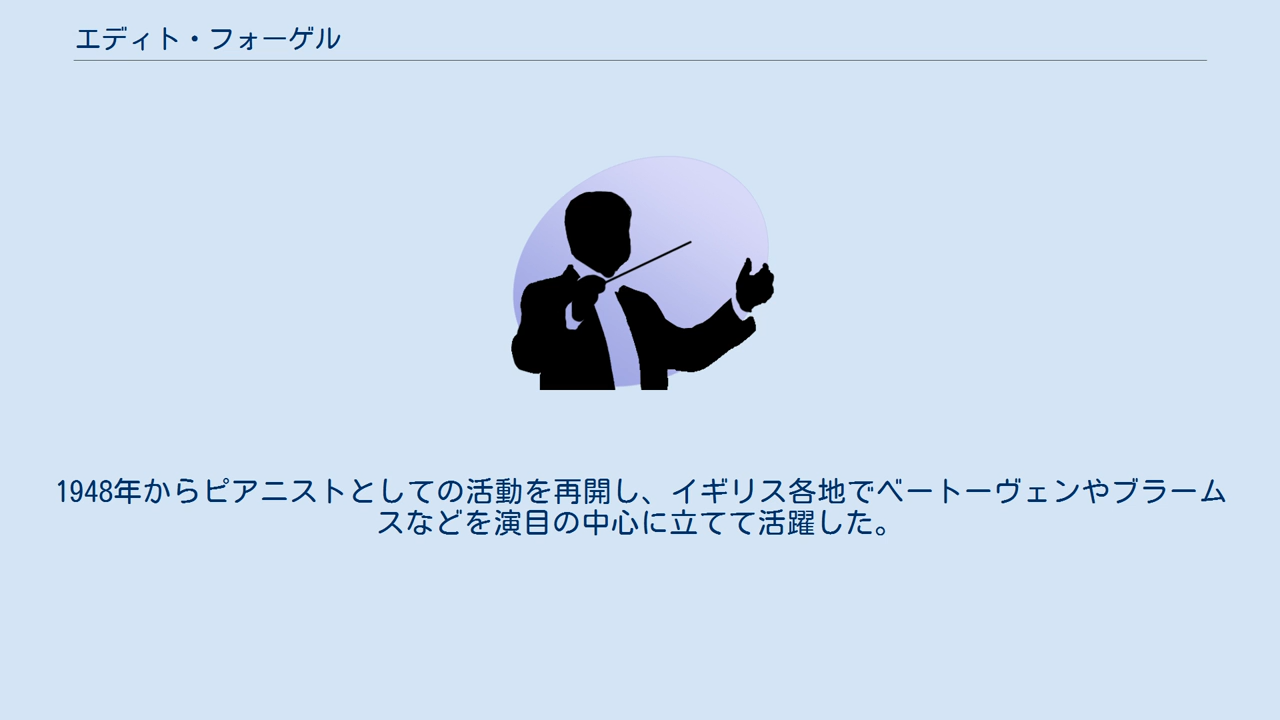 エディト・フォーゲル
1948年からピアニストとしての活動を再開し、イギリス各地でベートーヴェンやブラーム
スなどを演目の中心に立てて活躍した。